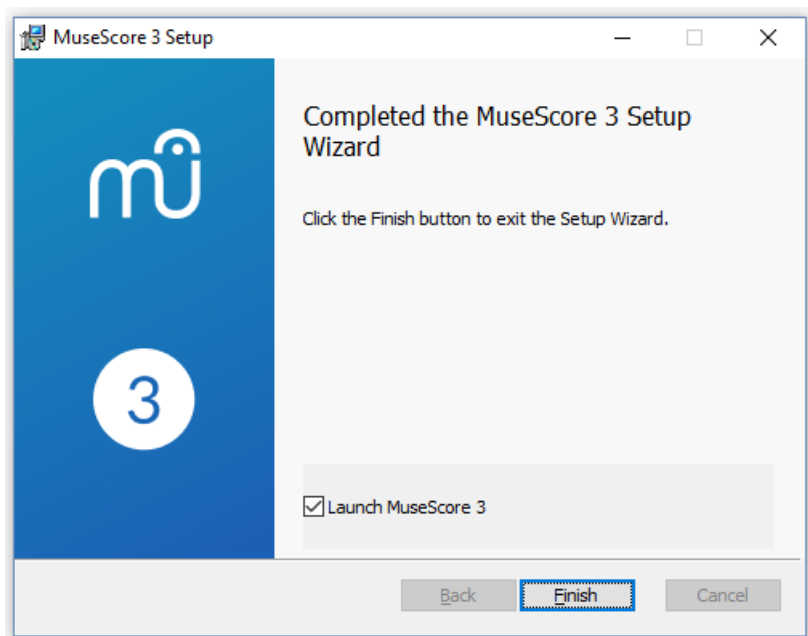 MuseScore 3 Setup
Completed the MuseScore 3 Setup
Wizard
Click the Finish button to exit the Setup Wizard.
mu
3
Launch MuseScore 3
Back
Finish
Cancel